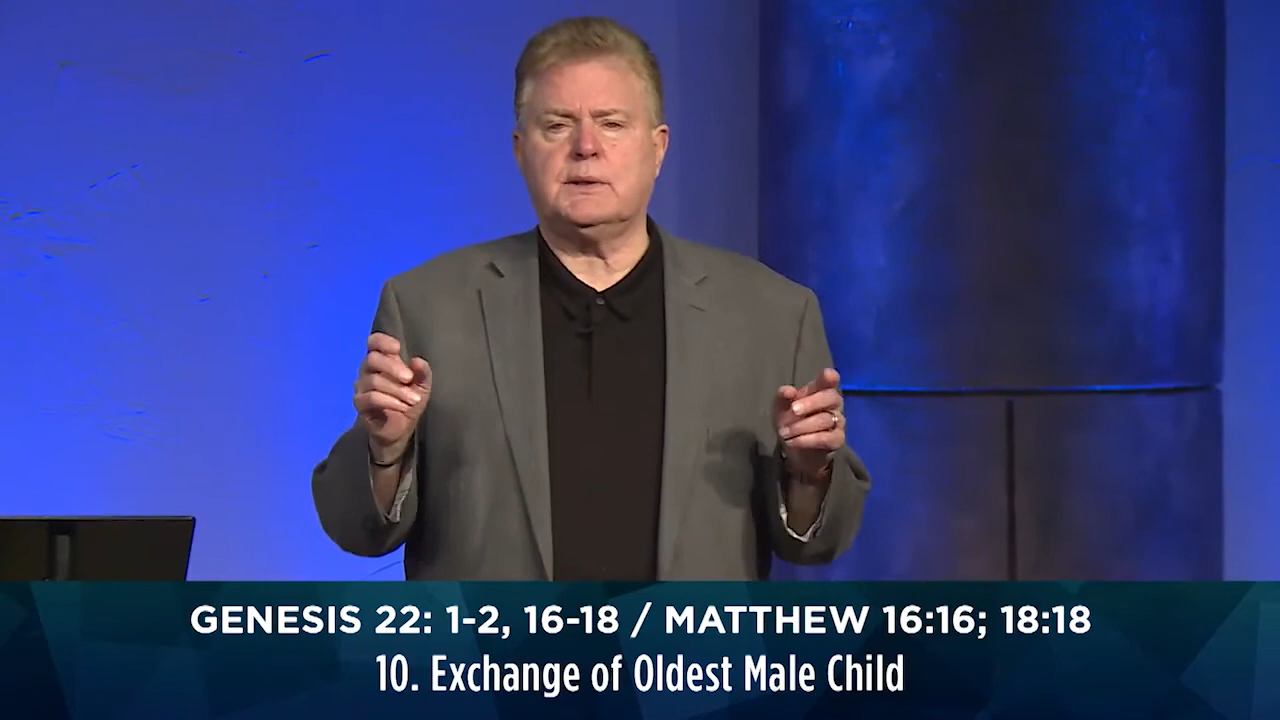 GENESIS 22: 1-2, 16-18 / MATTHEW 16:16; 18:18
10. Exchange of Oldest Male Child